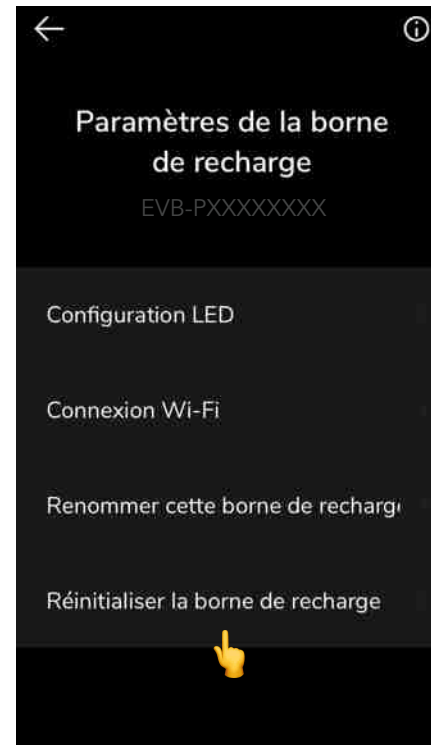 Paramètres de la borne
de recharge
EVB-PXXXXXXXX
Configuration LED
Connexion Wi-Fi
Renommer cette borne de recharg
Réinitialiser la borne de recharge